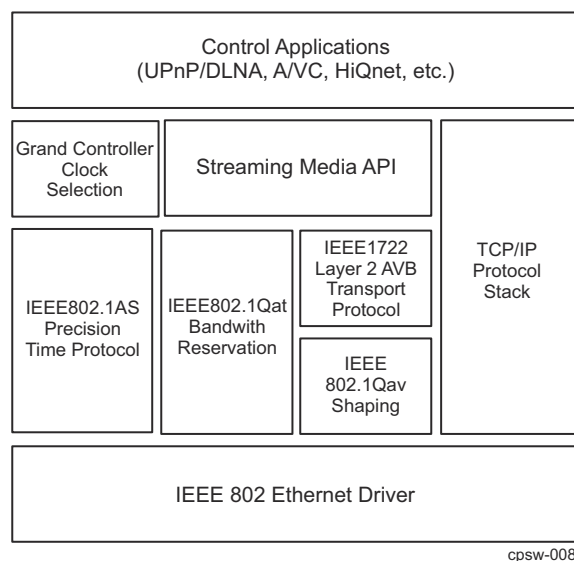 Control Applications
(UPnP/DLNA, A/VC, HiQnet, etc.)
Grand Controller
Clock
Selection
Streaming Media API
TCP/IP
Protocol
Stack
IEEE802.1AS
Precision
Time Protocol
IEEE802.1Qat
Bandwith
Reservation
IEEE1722
Layer 2 AVB
Transport
Protocol
IEEE
802.1Qav
Shaping
IEEE 802 Ethernet Driver
cpsw-008